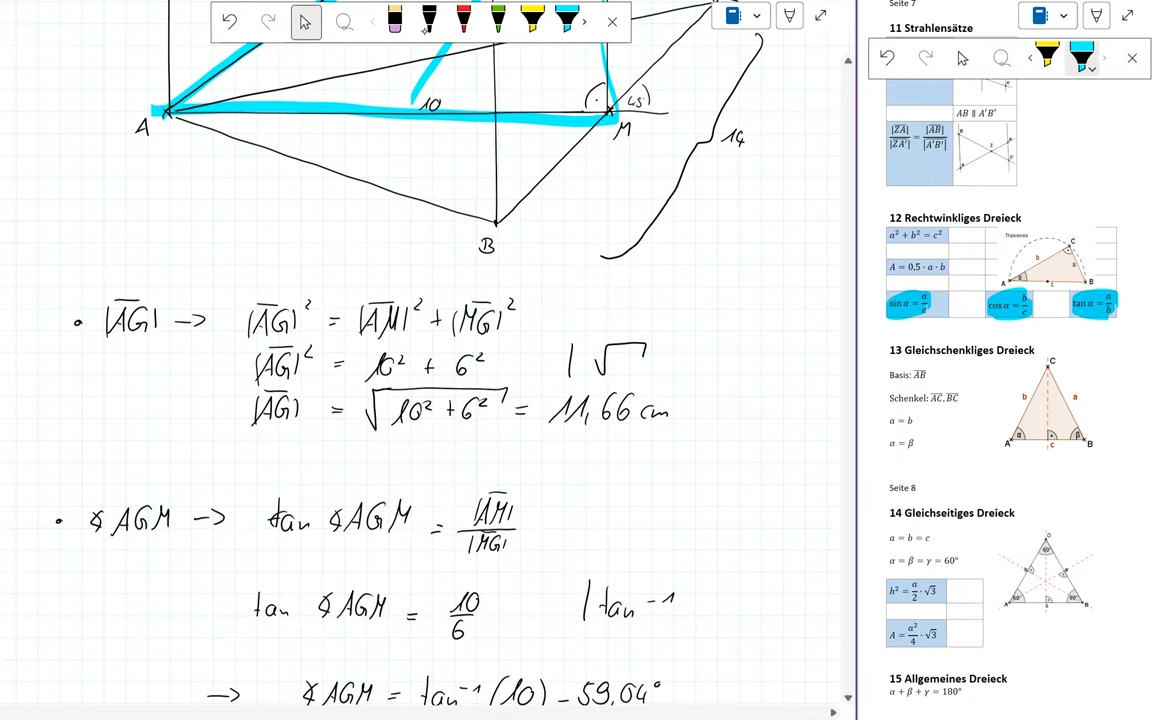 A
10
45)
M
14
B
• |AG| → |AG|² = |AM|² + |MG|²
|AG|² = 10² + 6² | √
|AG| = √10² + 6² = 11,66 cm
• ∢AGM → tan ∢AGM = |AM| / |MG|
tan ∢AGM = 10 / 6 | tan⁻¹
→ ∢AGM = tan⁻¹(10) = 59,04°
Seite 7
11 Strahlensätze
AB ∥ A'B'
|ZA| / |ZA'| = |AB| / |A'B'|
12 Rechtwinkliges Dreieck
a² + b² = c²
Thaleskreis
C
b
a
α
A
c
B
A = 0,5 · a · b
sin α = a/c
cos α = b/c
tan α = a/b
13 Gleichschenkliges Dreieck
C
Basis: AB
Schenkel: AC, BC
b
a
a = b
α = β
α
β
A
c
B
Seite 8
14 Gleichseitiges Dreieck
a = b = c
α = β = γ = 60°
60°
h² = a/2 · √3
60°
60°
A
c
B
A = a²/4 · √3
15 Allgemeines Dreieck
α + β + γ = 180°